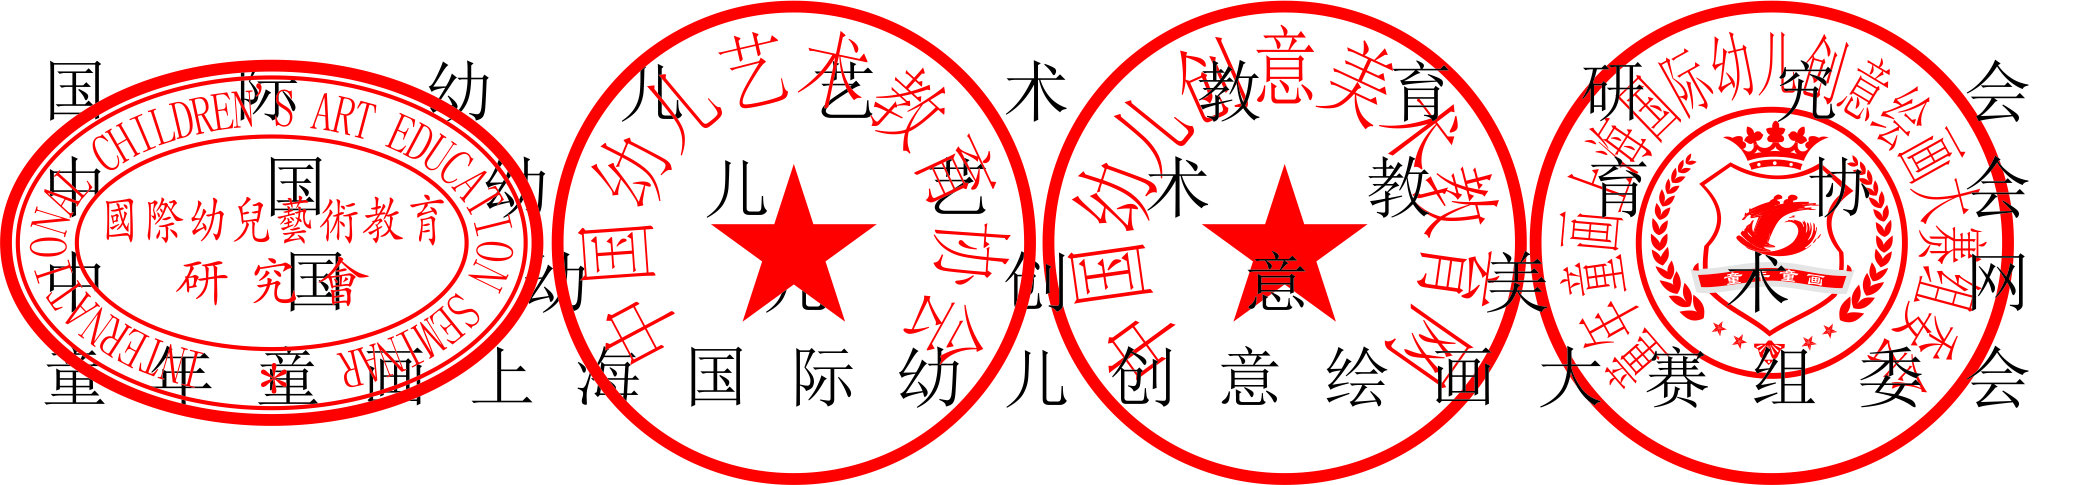 国际幼儿艺术教育研究会
中国幼儿艺术教育协会
中国幼儿创意美术网
童年童画上海国际幼儿创意绘画大赛组委会
INTERNATIONAL CHILDREN'S ART EDUCATION SEMINAR
國際幼兒藝術教育
研究會
中国幼儿艺术教育协会
中国幼儿创意美术教育网
童年童画上海国际幼儿创意绘画大赛组委会
童年童画